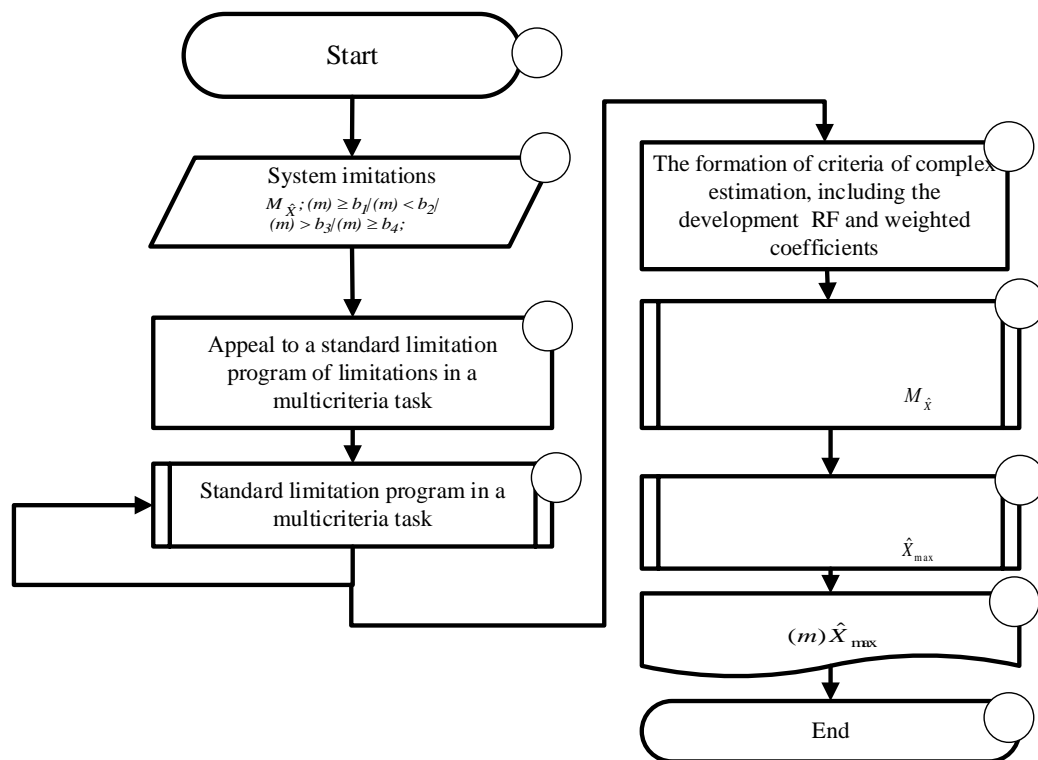 Start
System imitations
M_X̂ ; (m) ≥ b₁/(m) < b₂/
(m) > b₃/(m) ≥ b₄;
Appeal to a standard limitation
program of limitations in a
multicriteria task
Standard limitation program in a
multicriteria task
The formation of criteria of complex
estimation, including the
development RF and weighted
coefficients
M_X̂
X̂_max
(m) X̂_max
End